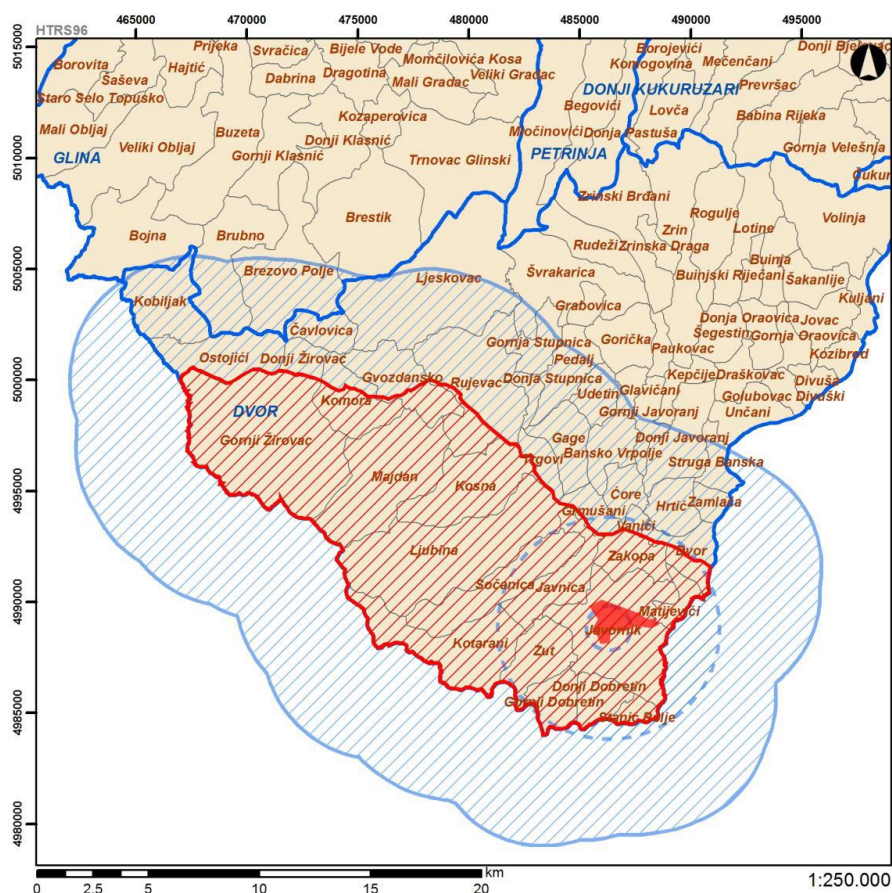 HTRS96
465000 470000 475000 480000 485000 490000 495000
5015000
5010000
5005000
5000000
4995000
4990000
4985000
4980000
Prijeka
Svračica
Bijele Vode
Borojevići
Donji Bjelovac
Borovita
Hajtić
Momčilovića Kosa
Komogovina
Mečenčani
Šaševa
Dabrina
Dragotina
Mali Gradac
Veliki Gradac
DONJI KUKURUZARI
Prevršac
Staro Selo Topusko
Begovići
Lovča
Kozaperovica
Babina Rijeka
Mali Obljaj
Buzeta
Donji Klasnić
Mločinovići
Donja Pastuša
Veliki Obljaj
Gornji Klasnić
Trnovac Glinski
PETRINJA
Gornja Velešnja
GLINA
Čukur
Brestik
Zrinski Brđani
Rogulje
Volinja
Bojna
Brubno
Zrin
Lotine
Rudeži
Zrinska Draga
Brezovo Polje
Ljeskovac
Švrakarica
Buinja
Buinjski Riječani
Šakanlije
Kobiljak
Grabovica
Kuljani
Čavlovica
Donja Oraovica
Jovac
Gornja Stupnica
Gorička
Šegestin
Gornja Oraovica
Ostojići
Donji Žirovac
Pedalj
Paukovac
Kozibrod
Gvozdansko
Rujevac
Donja Stupnica
Kepčije
Draškovac
Divuša
Komora
Udetin
Glavičani
Golubovac Divuški
DVOR
Gornji Javoranj
Unčani
Gornji Žirovac
Gage
Donji Javoranj
Trgovi
Bansko Vrpolje
Struga Banska
Majdan
Kosna
Ćore
Hrtić
Zamlača
Grmušani
Vanići
Ljubina
Zakopa
Dvor
Sočanica
Javnica
Matijevići
Javornik
Kotarani
Zut
Donji Dobretin
Gornji Dobretin
Stanić Polje
0 2.5 5 10 15 20 km
1:250.000